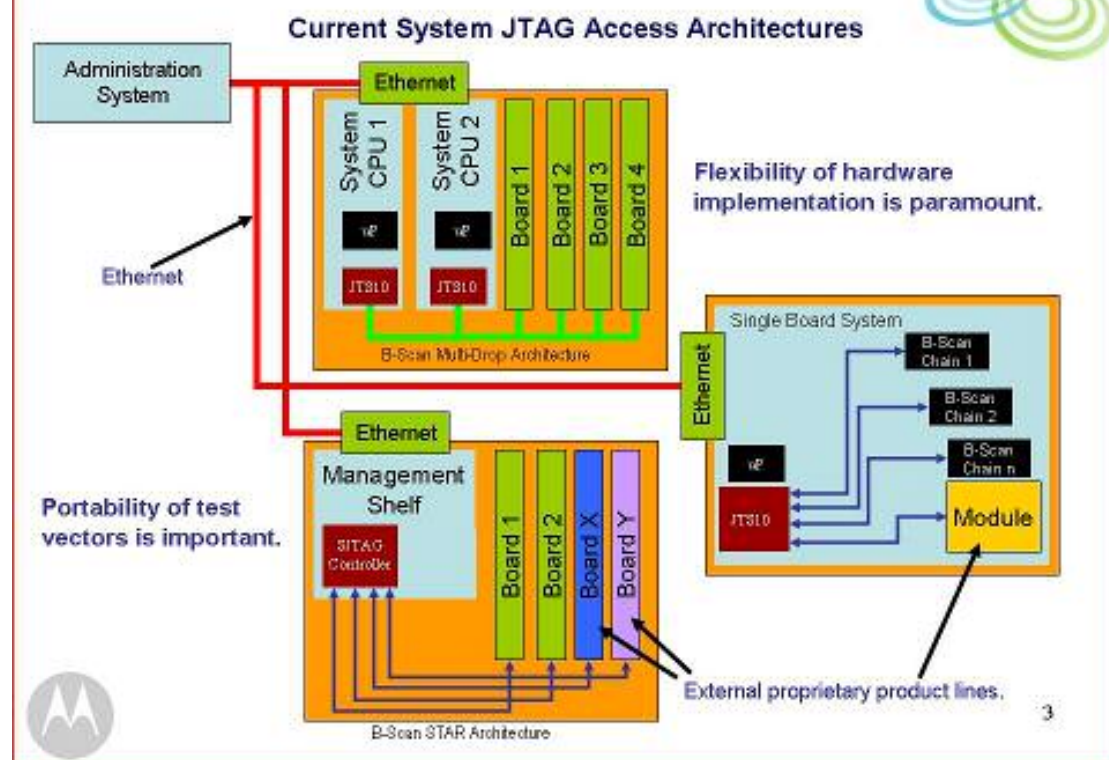 Current System JTAG Access Architectures
Administration
System
Ethernet
System
CPU 1
System
CPU 2
Board 1
Board 2
Board 3
Board 4
uP
uP
JTS10
JTS10
B-Scan Multi-Drop Architecture
Flexibility of hardware
implementation is paramount.
Ethernet
Single Board System
B-Scan
Chain 1
B-Scan
Chain 2
B-Scan
Chain n
Ethernet
uP
JTS10
Module
Ethernet
Management
Shelf
SJTAG
Controller
Board 1
Board 2
Board X
Board Y
Portability of test
vectors is important.
External proprietary product lines.
B-Scan STAR Architecture
3